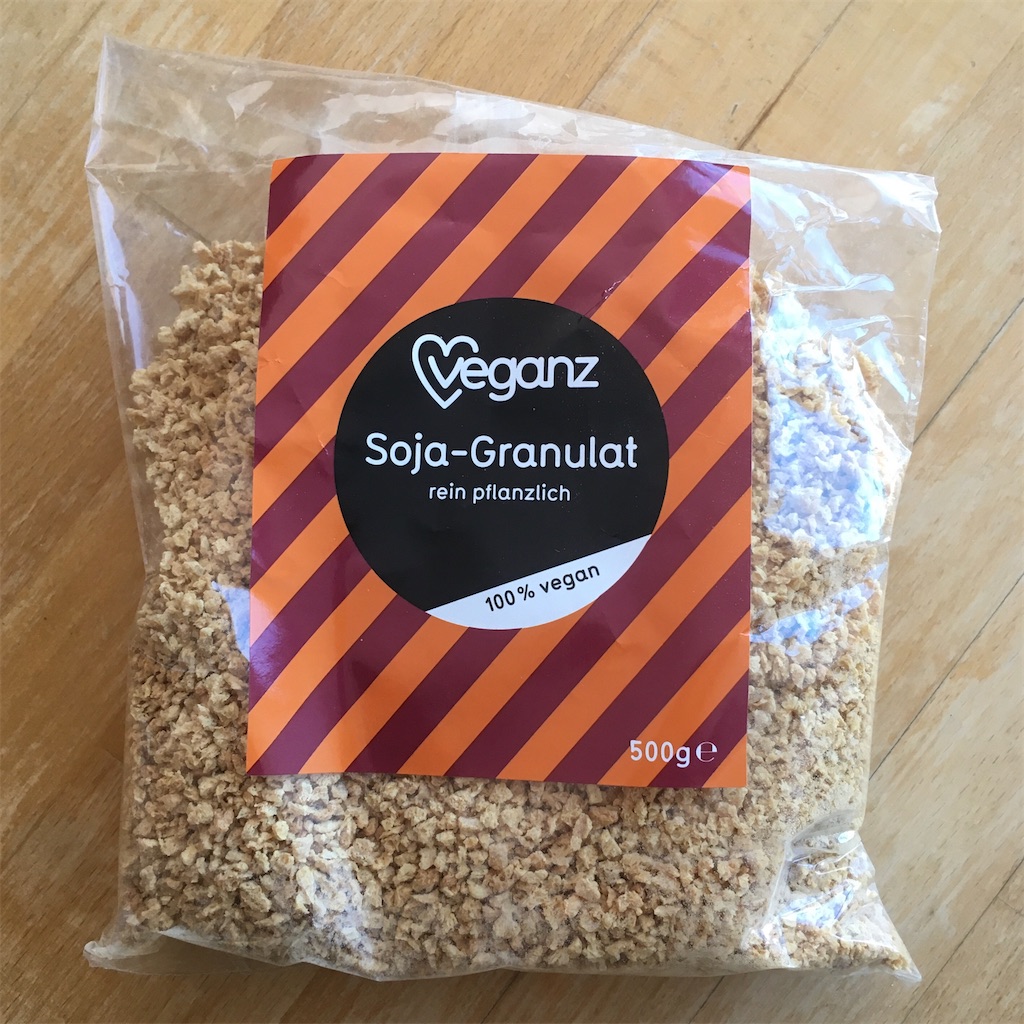 Veganz
Soja-Granulat
rein pflanzlich
100% vegan
500g℮